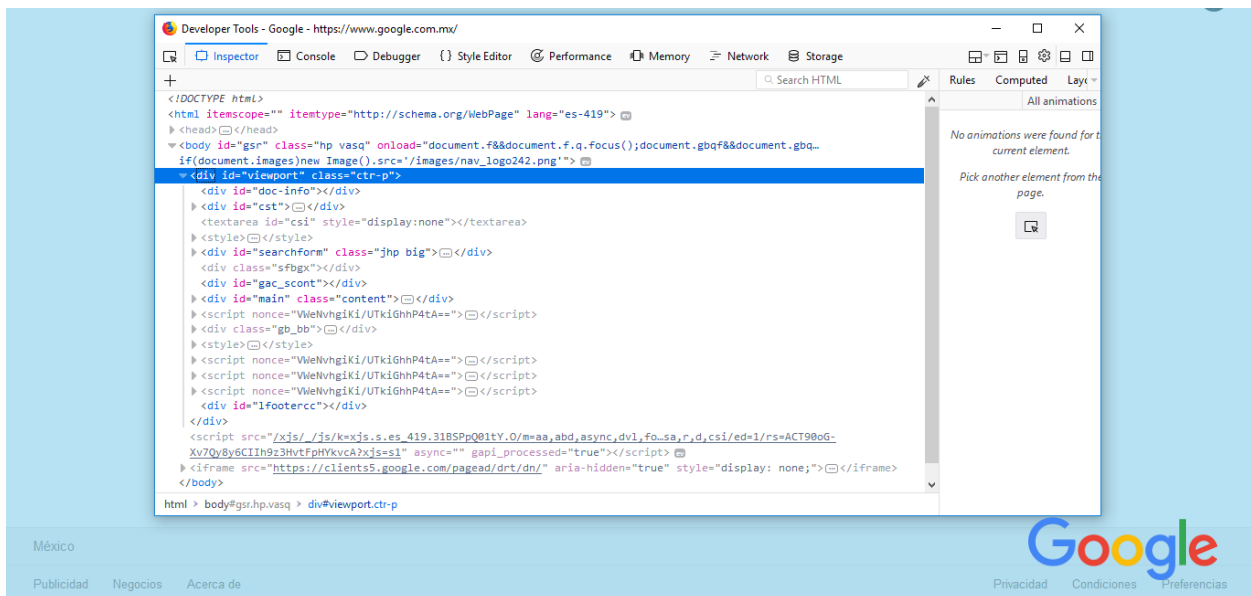 Developer Tools - Google - https://www.google.com.mx/
Inspector Console Debugger {} Style Editor Performance Memory Network Storage
+ Search HTML
Rules Computed Layo
All animations
No animations were found for t
current element.
Pick another element from the
page.
<!DOCTYPE html>
<html itemscope="" itemtype="http://schema.org/WebPage" lang="es-419"> ev
<head>…</head>
<body id="gsr" class="hp vasq" onload="document.f&&document.f.q.focus();document.gbqf&&document.gbq…
if(document.images)new Image().src='/images/nav_logo242.png'"> ev
<div id="viewport" class="ctr-p">
<div id="doc-info"></div>
<div id="cst">…</div>
<textarea id="csi" style="display:none"></textarea>
<style>…</style>
<div id="searchform" class="jhp big">…</div>
<div class="sfbgx"></div>
<div id="gac_scont"></div>
<div id="main" class="content">…</div>
<script nonce="VWeNvhgiKi/UTkiGhhP4tA==">…</script>
<div class="gb_bb">…</div>
<style>…</style>
<script nonce="VWeNvhgiKi/UTkiGhhP4tA==">…</script>
<script nonce="VWeNvhgiKi/UTkiGhhP4tA==">…</script>
<script nonce="VWeNvhgiKi/UTkiGhhP4tA==">…</script>
<div id="lfootercc"></div>
</div>
<script src="/xjs/_/js/k=xjs.s.es_419.31BSPpQ01tY.O/m=aa,abd,async,dvl,fo…sa,r,d,csi/ed=1/rs=ACT90oG-
Xv7Qy8y6CIIh9z3HvtFpHYkvcA?xjs=s1" async="" gapi_processed="true"></script> ev
<iframe src="https://clients5.google.com/pagead/drt/dn/" aria-hidden="true" style="display: none;">…</iframe>
</body>
html > body#gsr.hp.vasq > div#viewport.ctr-p
Google
México
Publicidad Negocios Acerca de Privacidad Condiciones Preferencias